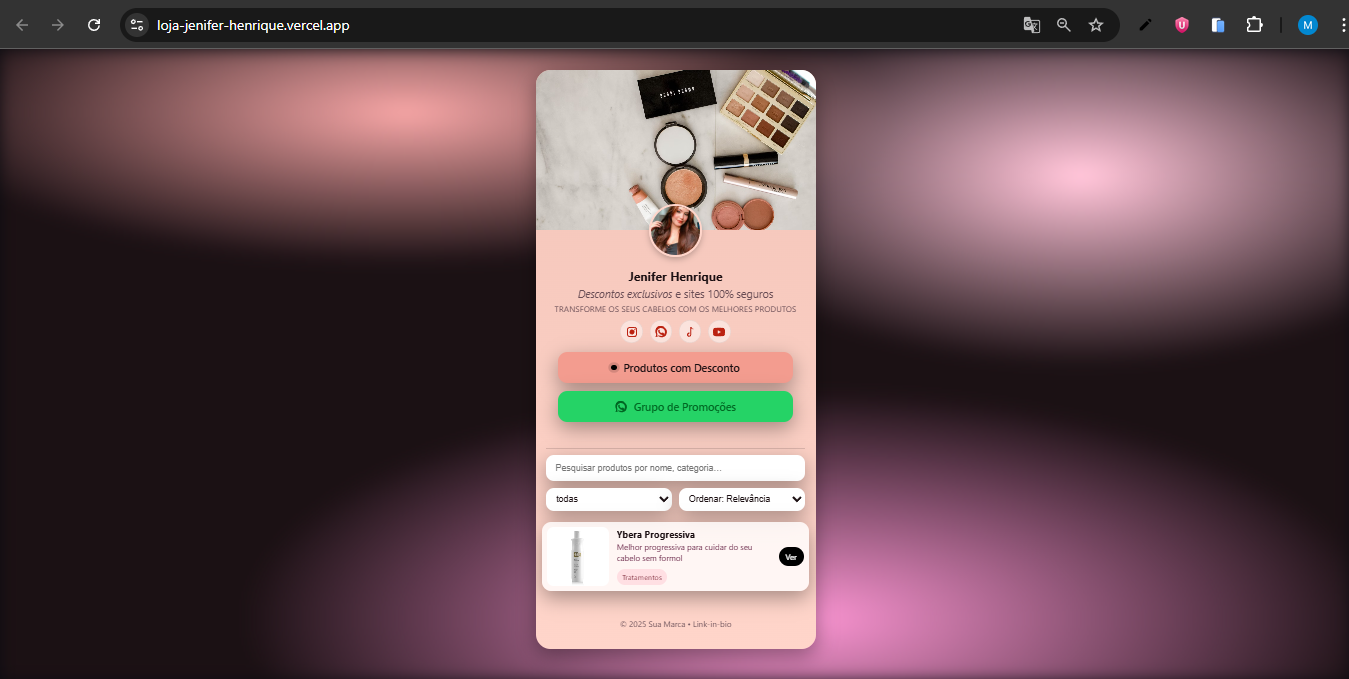 loja-jenifer-henrique.vercel.app
M
Jenifer Henrique
Descontos exclusivos e sites 100% seguros
TRANSFORME OS SEUS CABELOS COM OS MELHORES PRODUTOS
Produtos com Desconto
Grupo de Promoções
Pesquisar produtos por nome, categoria...
todas
Ordenar: Relevância
Ybera Progressiva
Melhor progressiva para cuidar do seu
cabelo sem formol
Ver
Tratamentos
© 2025 Sua Marca • Link-in-bio